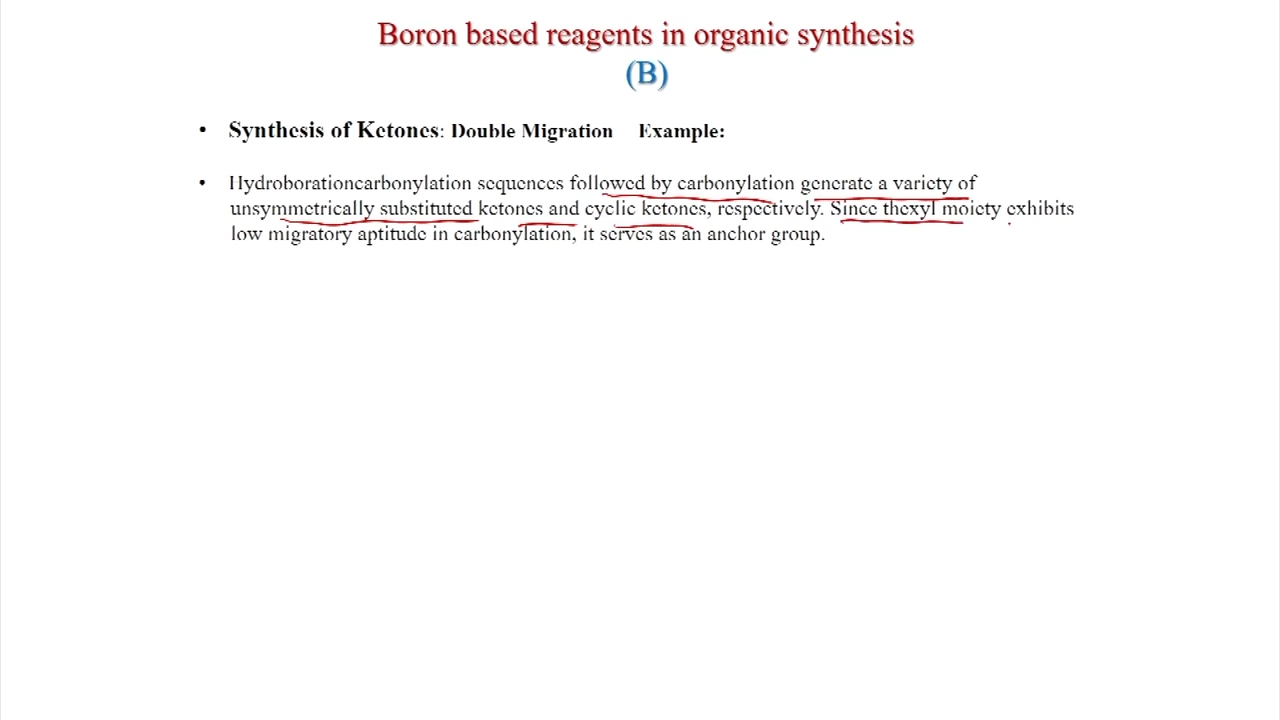 Boron based reagents in organic synthesis
(B)
• Synthesis of Ketones: Double Migration Example:
• Hydroborationcarbonylation sequences followed by carbonylation generate a variety of
unsymmetrically substituted ketones and cyclic ketones, respectively. Since thexyl moiety exhibits
low migratory aptitude in carbonylation, it serves as an anchor group.